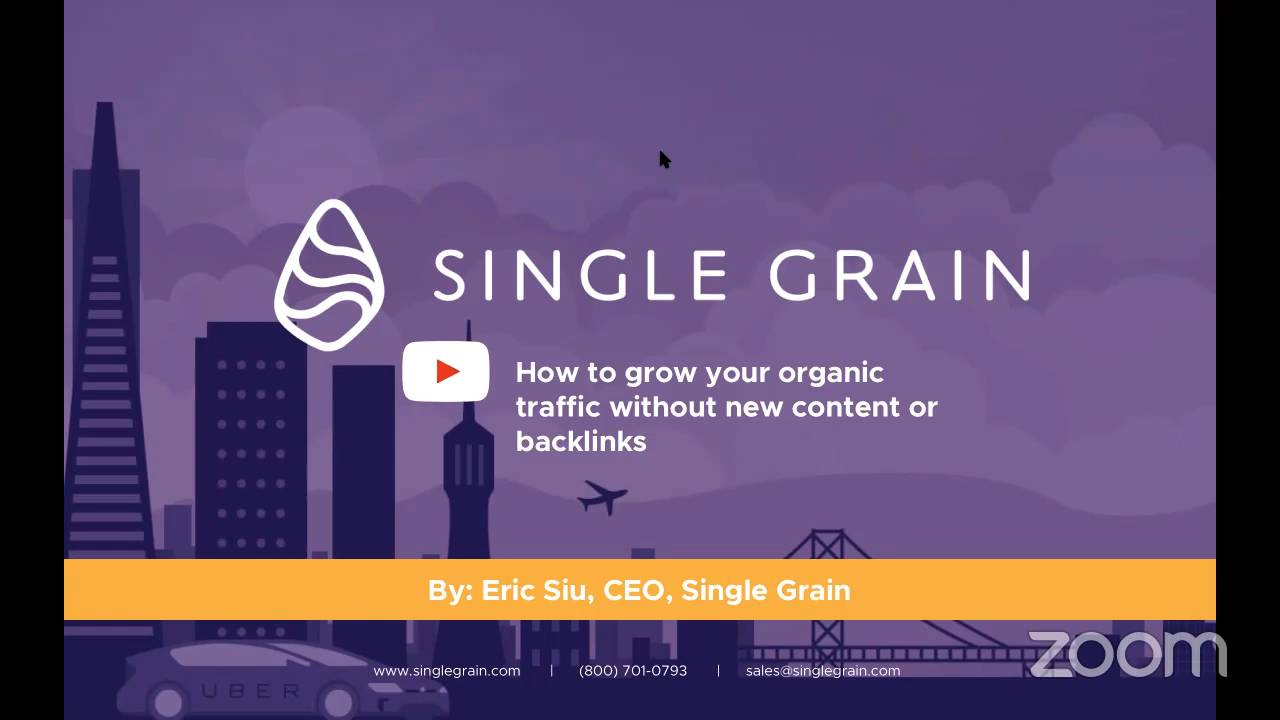 SINGLE GRAIN
How to grow your organic
traffic without new content or
backlinks
By: Eric Siu, CEO, Single Grain
www.singlegrain.com | (800) 701-0793 | sales@singlegrain.com
UBER
zoom